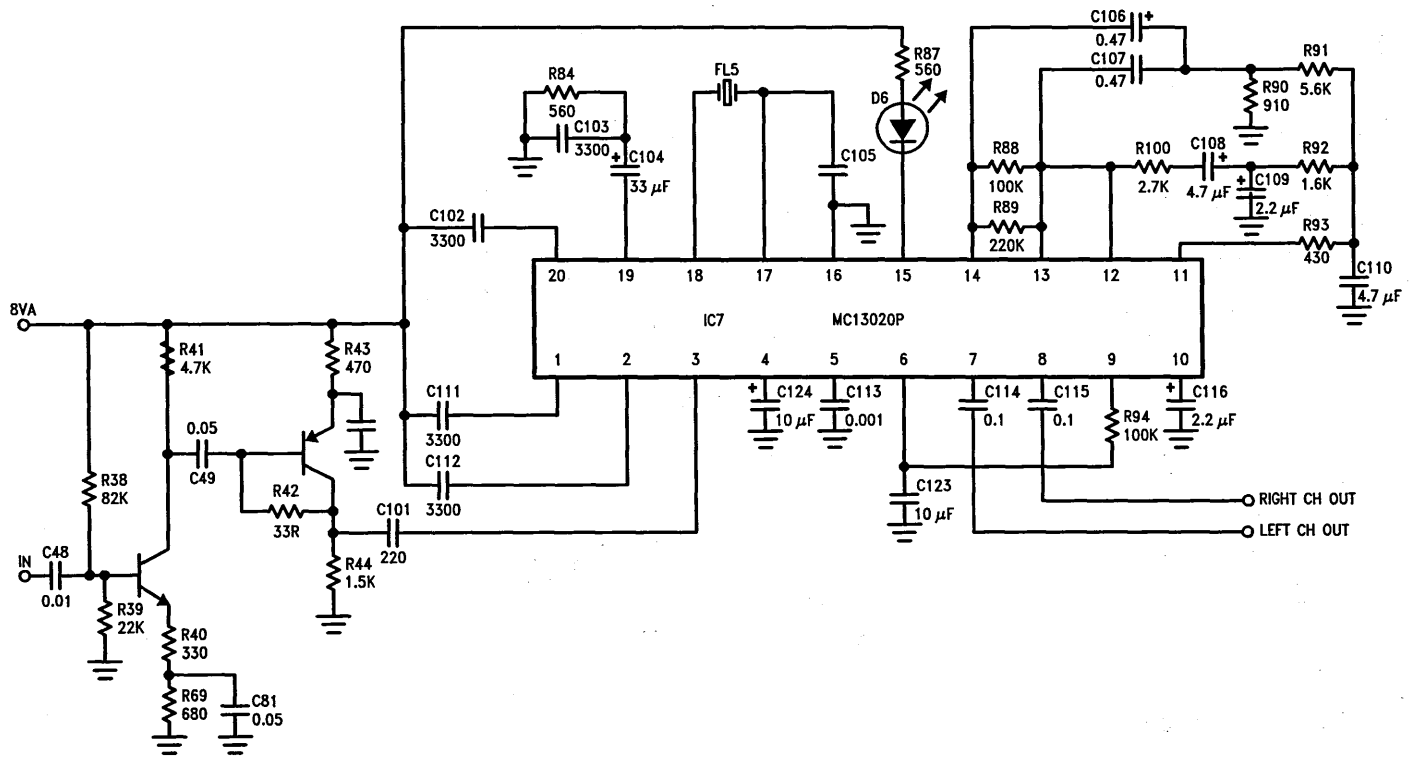 C106 +
0.47
C107
0.47
R91
5.6K
R90
910
R87
560
D6
FL5
R84
560
C103
3300
+ C104
33 µF
C105
R88
100K
R89
220K
R100
2.7K
C108
+
4.7 µF
+ C109
2.2 µF
R92
1.6K
R93
430
C110
4.7 µF
C102
3300
20 19 18 17 16 15 14 13 12 11
IC7 MC13020P
1 2 3 4 5 6 7 8 9 10
8VA
R41
4.7K
R43
470
C111
3300
C112
3300
+ C124
10 µF
C113
0.001
C114
0.1
C115
0.1
R94
100K
+ C116
2.2 µF
0.05
C49
R38
82K
R42
33R
C101
220
C123
10 µF
RIGHT CH OUT
LEFT CH OUT
IN
C48
0.01
R44
1.5K
R39
22K
R40
330
R69
680
C81
0.05